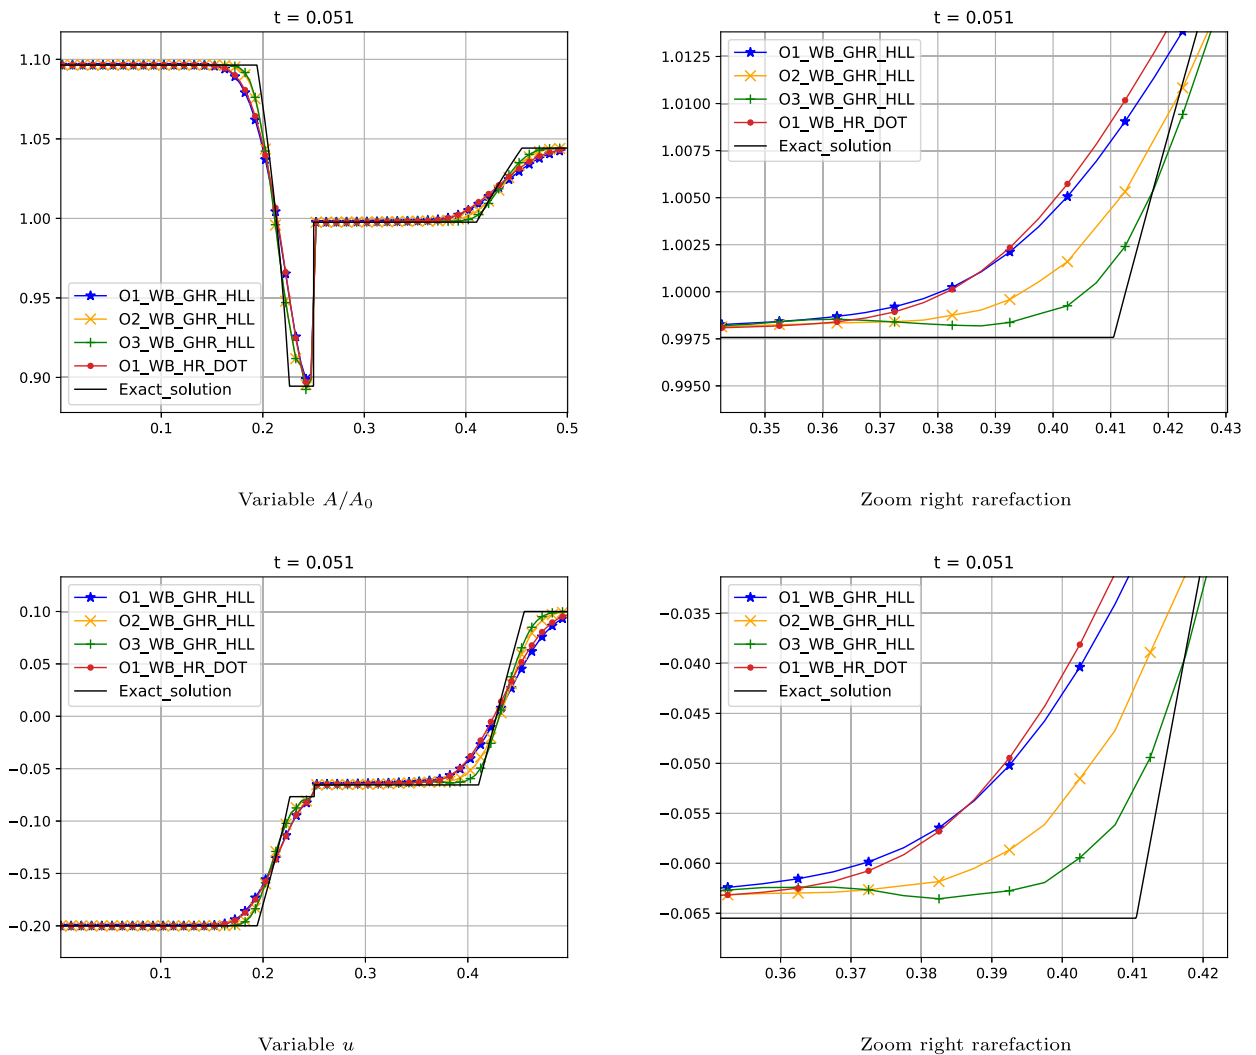 t = 0.051
1.10
1.05
1.00
0.95
0.90
O1_WB_GHR_HLL
O2_WB_GHR_HLL
O3_WB_GHR_HLL
O1_WB_HR_DOT
Exact_solution
0.1 0.2 0.3 0.4 0.5
Variable A/A₀
t = 0.051
1.0125
1.0100
1.0075
1.0050
1.0025
1.0000
0.9975
0.9950
O1_WB_GHR_HLL
O2_WB_GHR_HLL
O3_WB_GHR_HLL
O1_WB_HR_DOT
Exact_solution
0.35 0.36 0.37 0.38 0.39 0.40 0.41 0.42 0.43
Zoom right rarefaction
t = 0.051
0.10
0.05
0.00
−0.05
−0.10
−0.15
−0.20
O1_WB_GHR_HLL
O2_WB_GHR_HLL
O3_WB_GHR_HLL
O1_WB_HR_DOT
Exact_solution
0.1 0.2 0.3 0.4
Variable u
t = 0.051
−0.035
−0.040
−0.045
−0.050
−0.055
−0.060
−0.065
O1_WB_GHR_HLL
O2_WB_GHR_HLL
O3_WB_GHR_HLL
O1_WB_HR_DOT
Exact_solution
0.36 0.37 0.38 0.39 0.40 0.41 0.42
Zoom right rarefaction